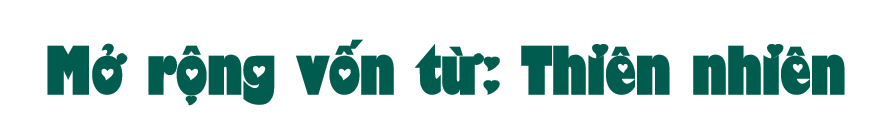 Mở rộng vốn từ: Thiên nhiên